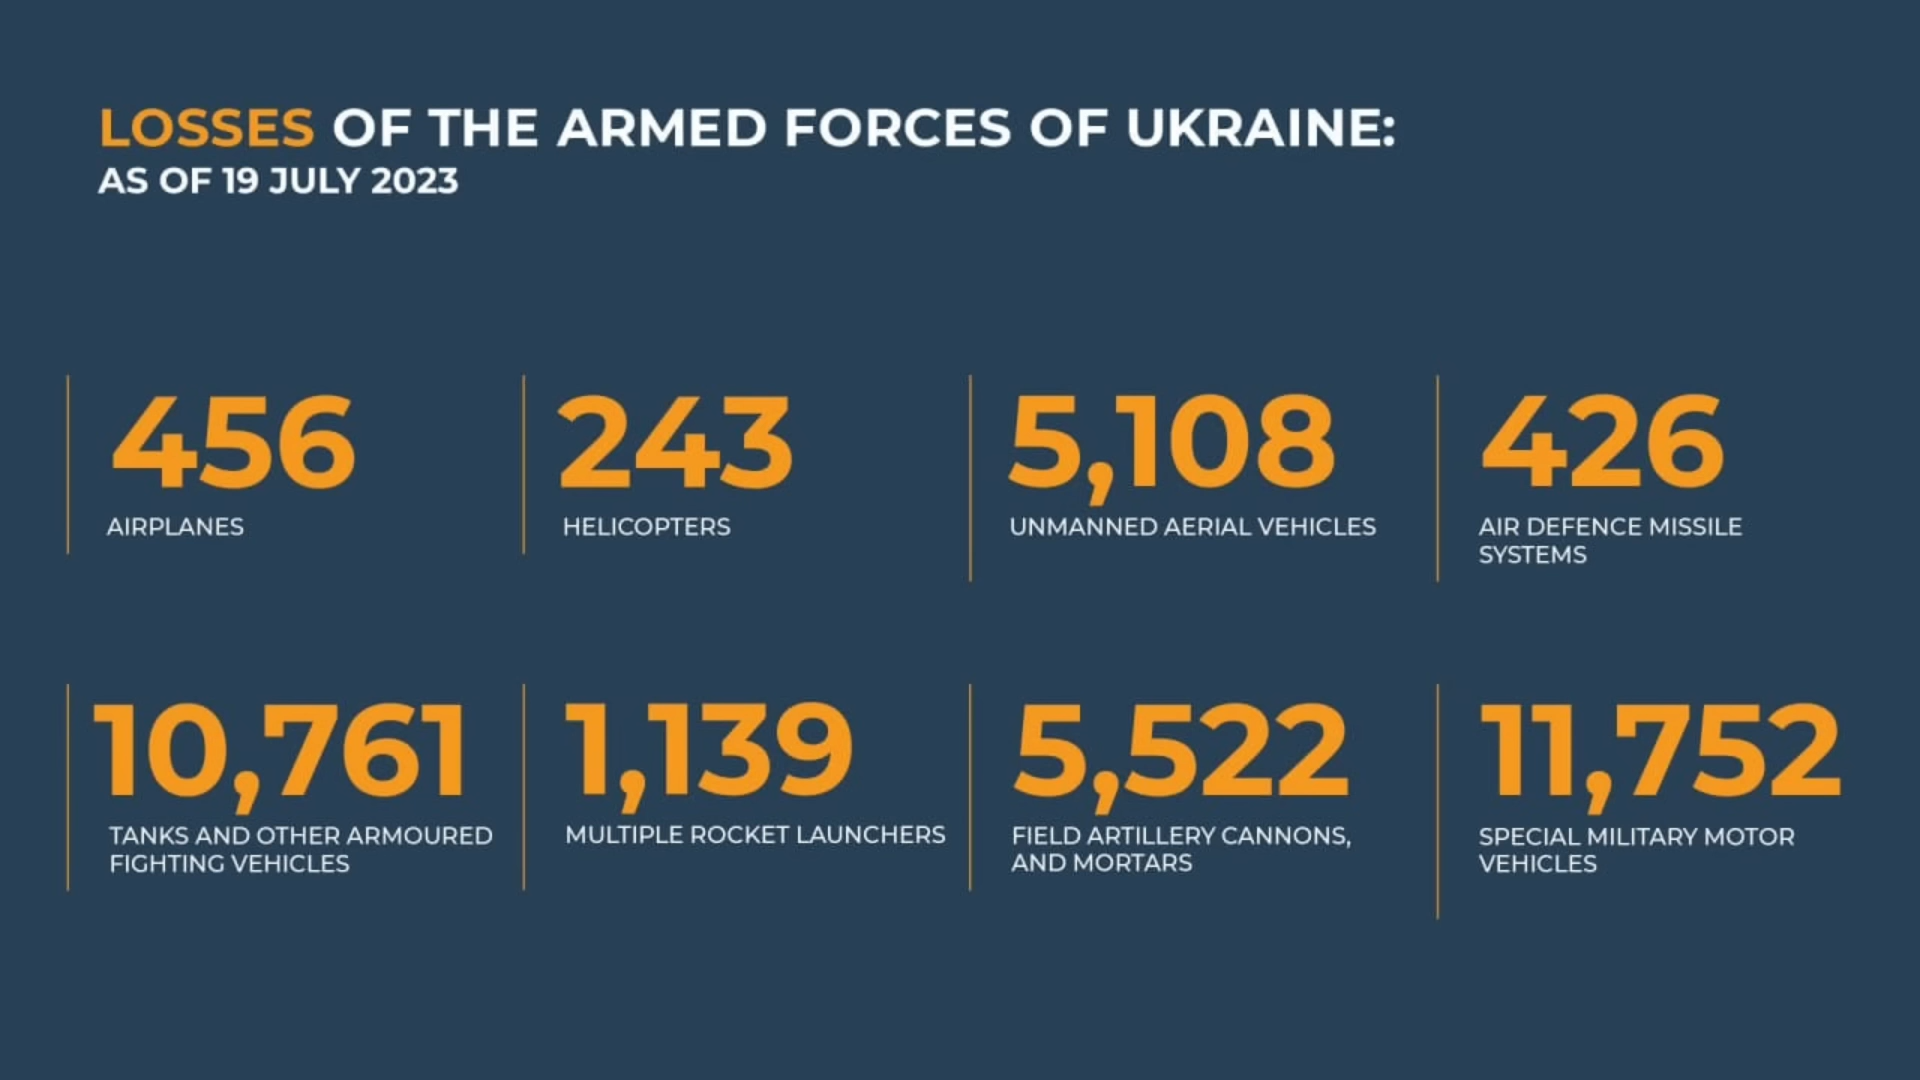 LOSSES OF THE ARMED FORCES OF UKRAINE:
AS OF 19 JULY 2023
456
AIRPLANES
243
HELICOPTERS
5,108
UNMANNED AERIAL VEHICLES
426
AIR DEFENCE MISSILE
SYSTEMS
10,761
TANKS AND OTHER ARMOURED
FIGHTING VEHICLES
1,139
MULTIPLE ROCKET LAUNCHERS
5,522
FIELD ARTILLERY CANNONS,
AND MORTARS
11,752
SPECIAL MILITARY MOTOR
VEHICLES